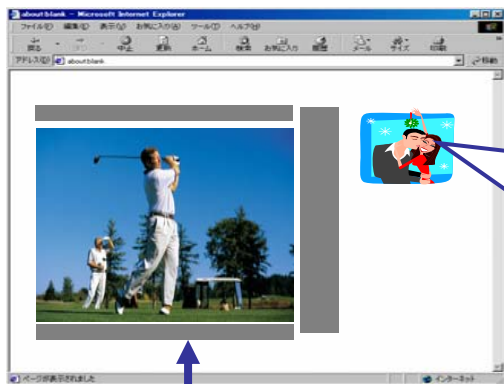 about:blank - Microsoft Internet Explorer
ファイル(F) 編集(E) 表示(V) お気に入り(A) ツール(T) ヘルプ(H)
戻る 中止 更新 ホーム 検索 お気に入り 履歴 メール サイズ 印刷
アドレス(D) about:blank 移動
ページが表示されました インターネット